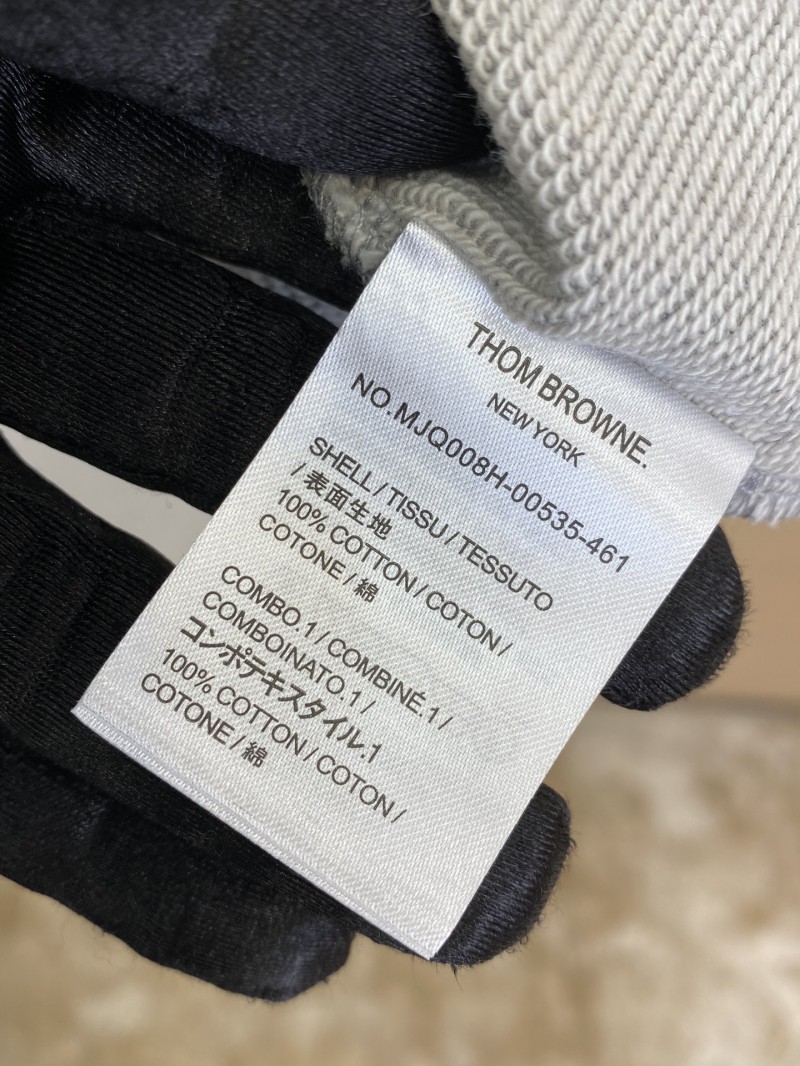 THOM BROWNE.
NEW YORK
NO.MJQ008H-00535-461
SHELL / TISSU / TESSUTO
/ 表面生地
100% COTTON / COTON /
COTONE / 綿
COMBO.1 / COMBINÉ.1 /
COMBOINATO.1 /
コンポテキスタイル.1
100% COTTON / COTON /
COTONE / 綿